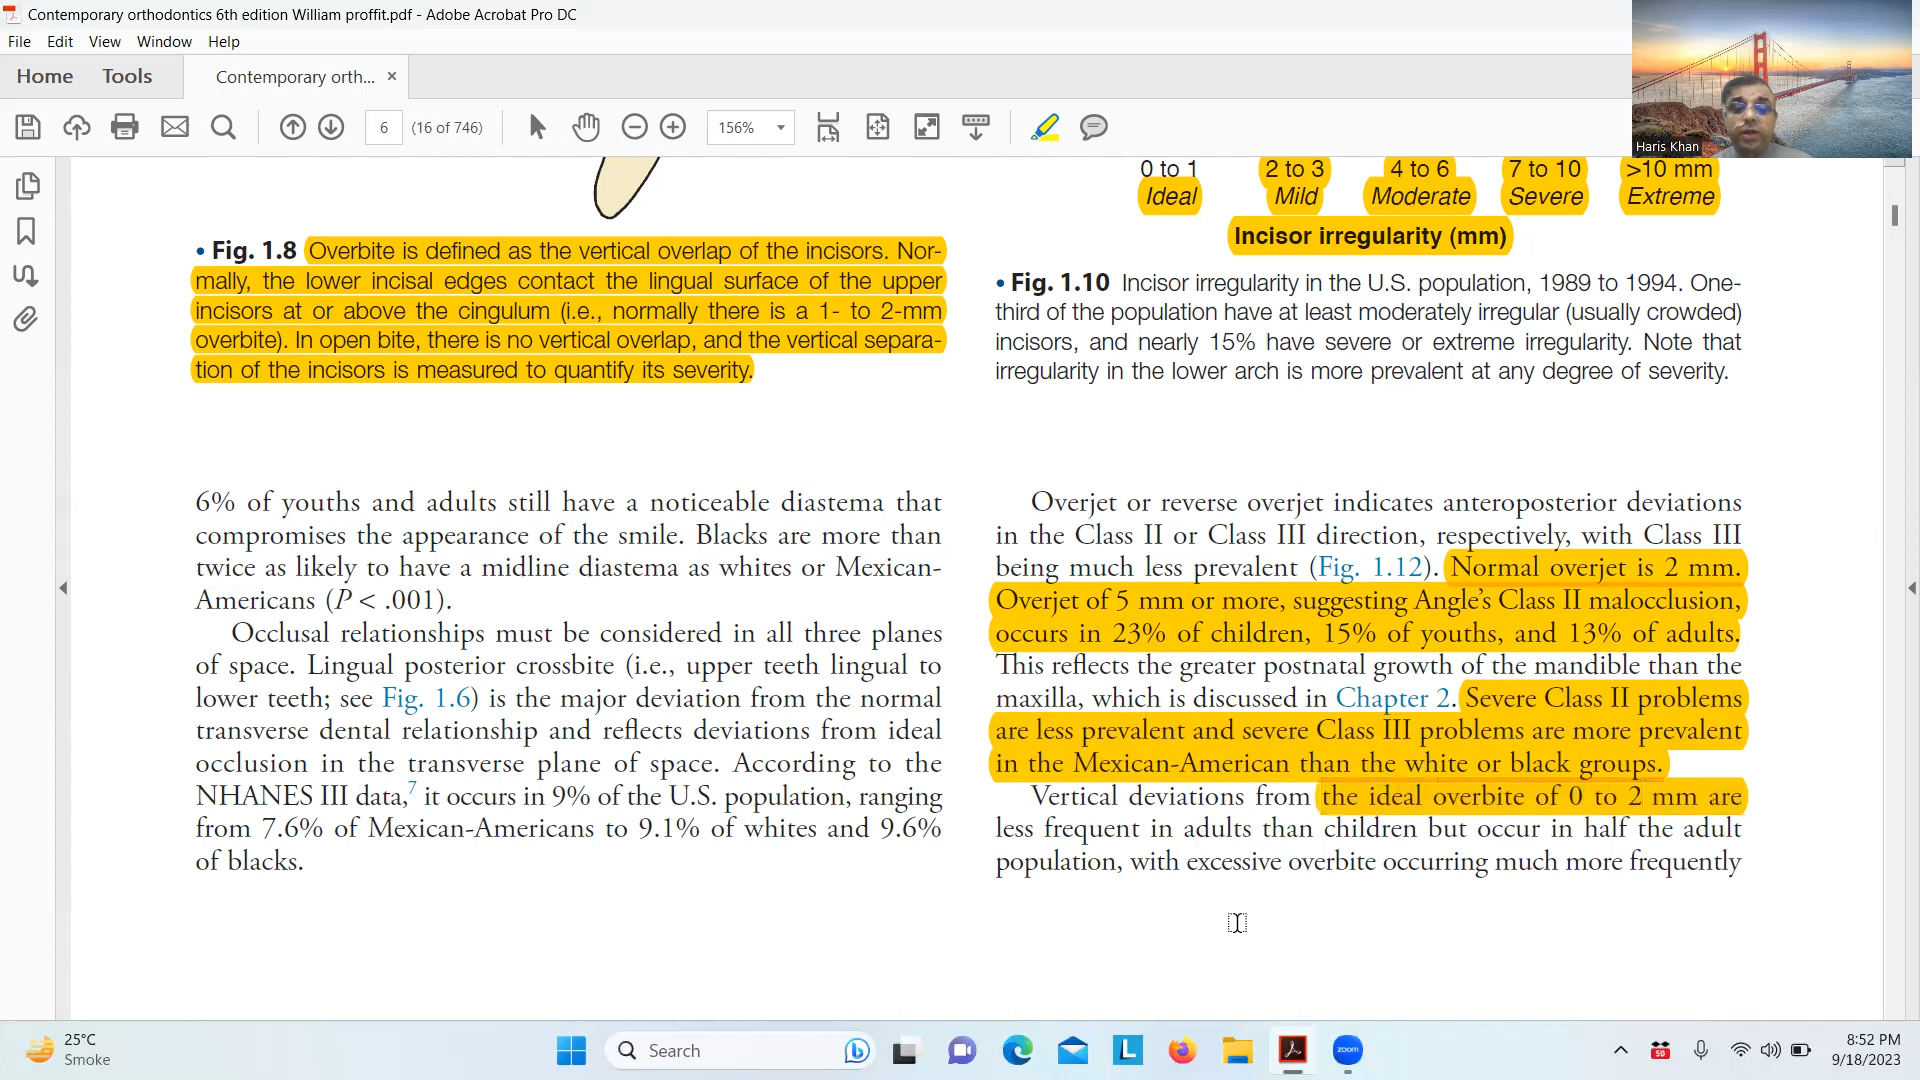 Contemporary orthodontics 6th edition William proffit.pdf - Adobe Acrobat Pro DC
File Edit View Window Help
Home Tools Contemporary orth... ×
6 (16 of 746) 156%
Haris Khan
• Fig. 1.8 Overbite is defined as the vertical overlap of the incisors. Nor-
mally, the lower incisal edges contact the lingual surface of the upper
incisors at or above the cingulum (i.e., normally there is a 1- to 2-mm
overbite). In open bite, there is no vertical overlap, and the vertical separa-
tion of the incisors is measured to quantify its severity.
6% of youths and adults still have a noticeable diastema that
compromises the appearance of the smile. Blacks are more than
twice as likely to have a midline diastema as whites or Mexican-
Americans (P < .001).
Occlusal relationships must be considered in all three planes
of space. Lingual posterior crossbite (i.e., upper teeth lingual to
lower teeth; see Fig. 1.6) is the major deviation from the normal
transverse dental relationship and reflects deviations from ideal
occlusion in the transverse plane of space. According to the
NHANES III data,7 it occurs in 9% of the U.S. population, ranging
from 7.6% of Mexican-Americans to 9.1% of whites and 9.6%
of blacks.
0 to 1 2 to 3 4 to 6 7 to 10 >10 mm
Ideal Mild Moderate Severe Extreme
Incisor irregularity (mm)
• Fig. 1.10 Incisor irregularity in the U.S. population, 1989 to 1994. One-
third of the population have at least moderately irregular (usually crowded)
incisors, and nearly 15% have severe or extreme irregularity. Note that
irregularity in the lower arch is more prevalent at any degree of severity.
Overjet or reverse overjet indicates anteroposterior deviations
in the Class II or Class III direction, respectively, with Class III
being much less prevalent (Fig. 1.12). Normal overjet is 2 mm.
Overjet of 5 mm or more, suggesting Angle's Class II malocclusion,
occurs in 23% of children, 15% of youths, and 13% of adults.
This reflects the greater postnatal growth of the mandible than the
maxilla, which is discussed in Chapter 2. Severe Class II problems
are less prevalent and severe Class III problems are more prevalent
in the Mexican-American than the white or black groups.
Vertical deviations from the ideal overbite of 0 to 2 mm are
less frequent in adults than children but occur in half the adult
population, with excessive overbite occurring much more frequently
25°C
Smoke
Search
L
zoom
50
8:52 PM
9/18/2023